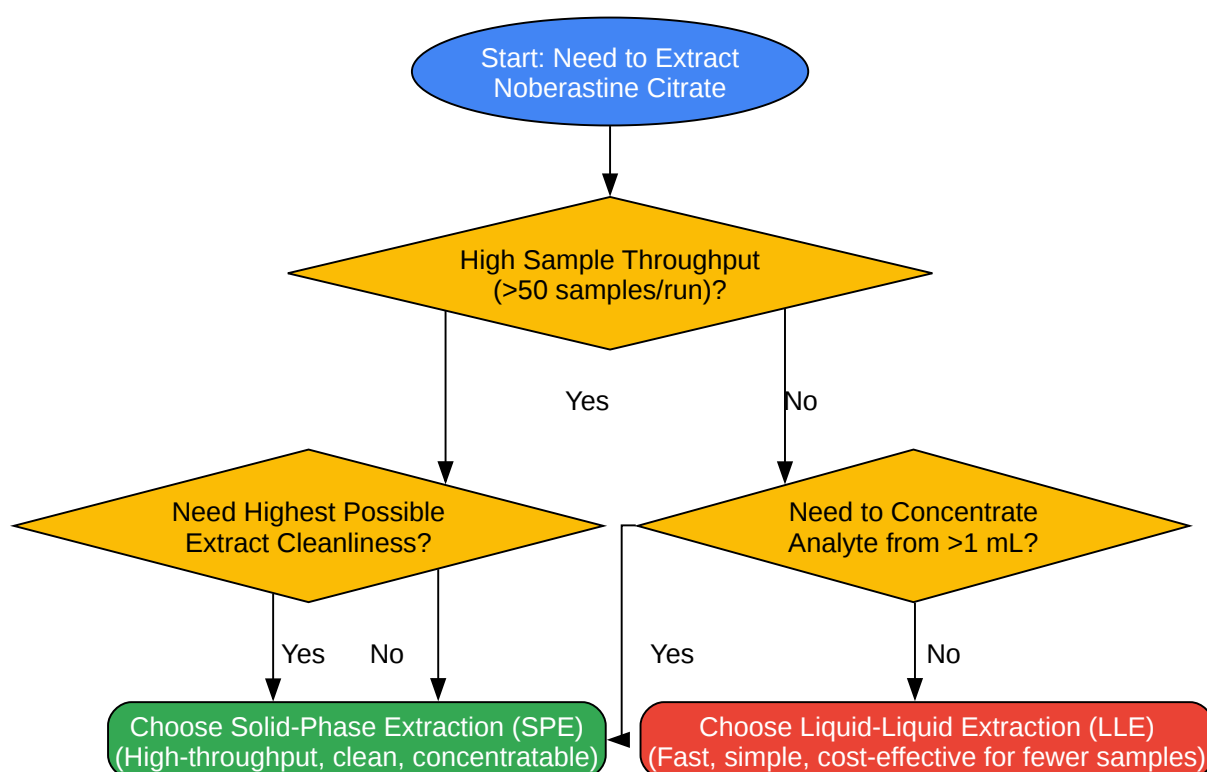 Start: Need to Extract
Noberastine Citrate
High Sample Throughput
(>50 samples/run)?
Yes
No
Need Highest Possible
Extract Cleanliness?
Need to Concentrate
Analyte from >1 mL?
Yes
No
Yes
No
Choose Solid-Phase Extraction (SPE)
(High-throughput, clean, concentratable)
Choose Liquid-Liquid Extraction (LLE)
(Fast, simple, cost-effective for fewer samples)